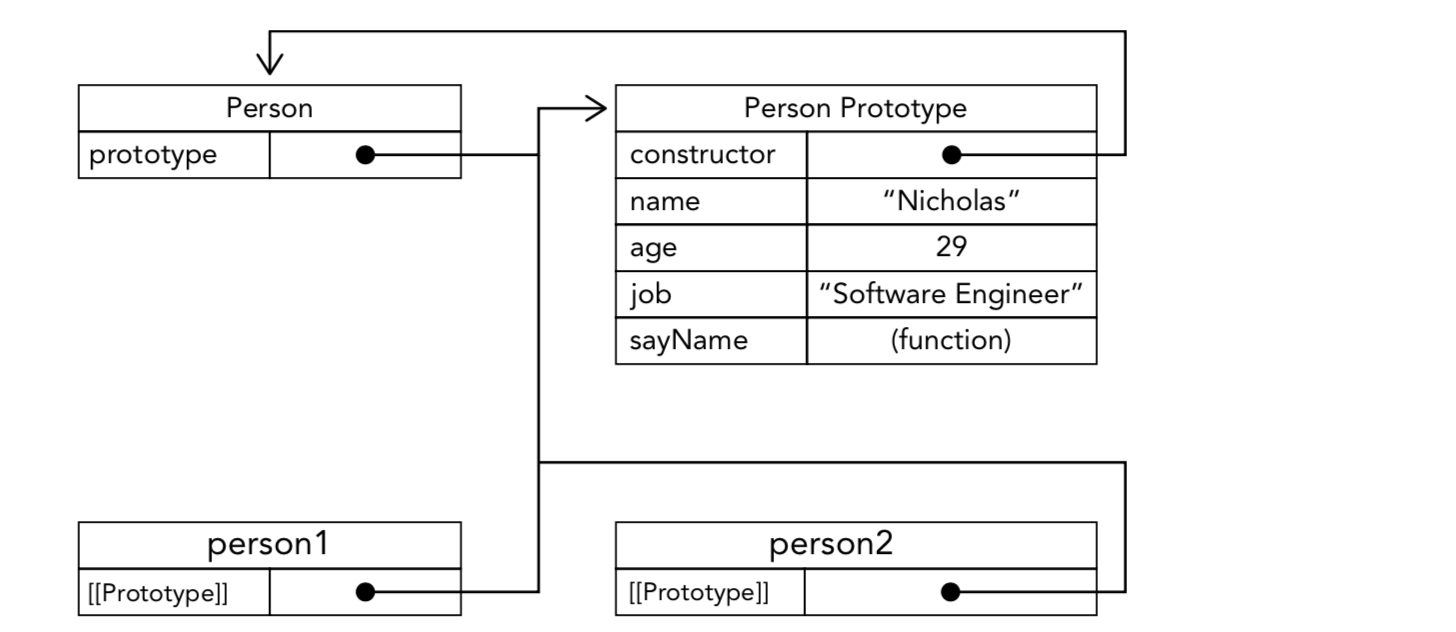 Person
prototype
Person Prototype
constructor
name “Nicholas”
age 29
job “Software Engineer”
sayName (function)
person1
[[Prototype]]
person2
[[Prototype]]